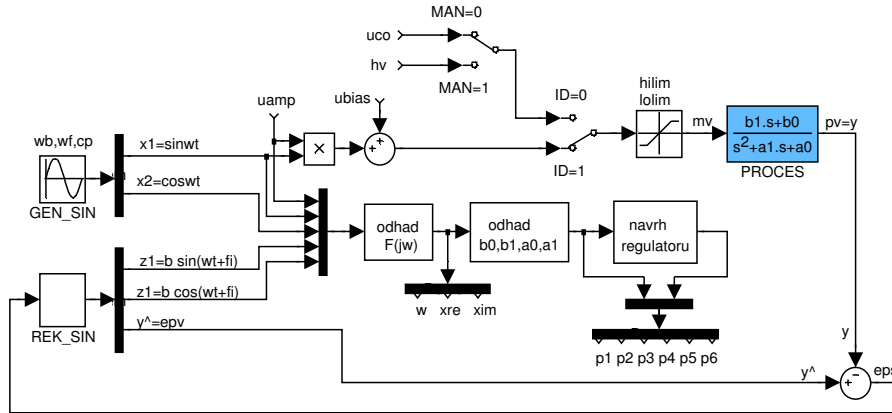 MAN=0
uco
hv
MAN=1
uamp
ubias
ID=0
ID=1
hilim
lolim
mv
b1.s+b0
s2+a1.s+a0
PROCES
pv=y
wb,wf,cp
GEN_SIN
x1=sinwt
x2=coswt
×
odhad
F(jw)
odhad
b0,b1,a0,a1
navrh
regulatoru
z1=b sin(wt+fi)
z1=b cos(wt+fi)
y^=epv
REK_SIN
w xre xim
p1 p2 p3 p4 p5 p6
y
y^
eps